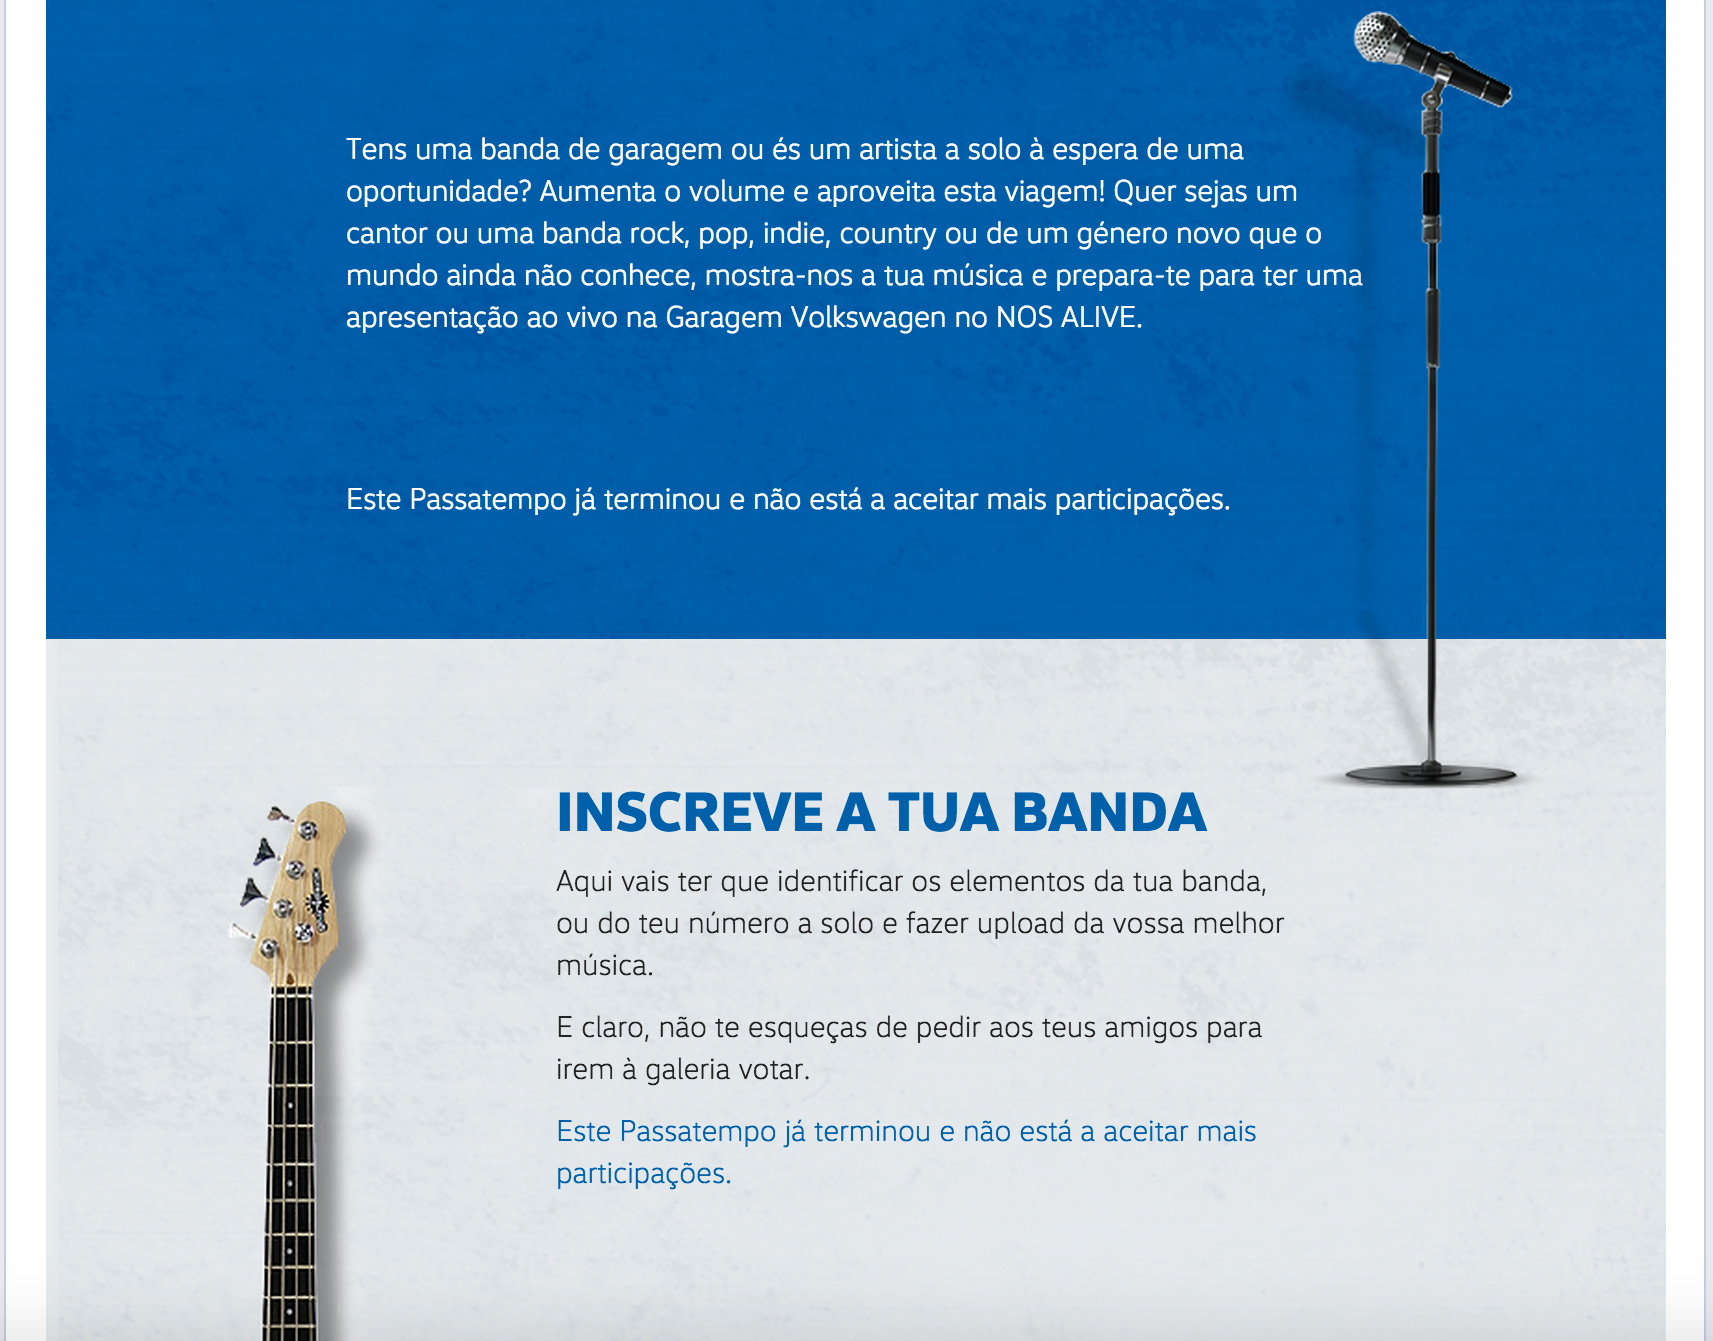 Tens uma banda de garagem ou és um artista a solo à espera de uma
oportunidade? Aumenta o volume e aproveita esta viagem! Quer sejas um
cantor ou uma banda rock, pop, indie, country ou de um género novo que o
mundo ainda não conhece, mostra-nos a tua música e prepara-te para ter uma
apresentação ao vivo na Garagem Volkswagen no NOS ALIVE.
Este Passatempo já terminou e não está a aceitar mais participações.
INSCREVE A TUA BANDA
Aqui vais ter que identificar os elementos da tua banda,
ou do teu número a solo e fazer upload da vossa melhor
música.
E claro, não te esqueças de pedir aos teus amigos para
irem à galeria votar.
Este Passatempo já terminou e não está a aceitar mais
participações.